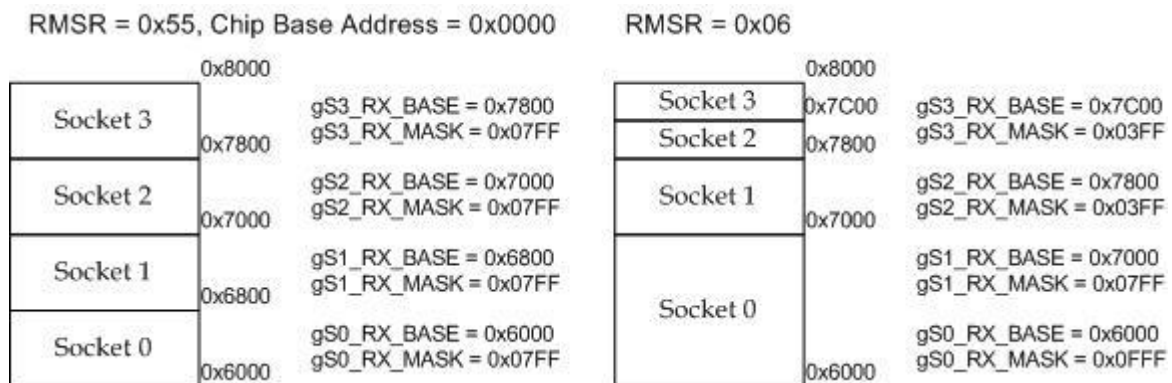 RMSR = 0x55, Chip Base Address = 0x0000
0x8000
Socket 3
gS3_RX_BASE = 0x7800
gS3_RX_MASK = 0x07FF
0x7800
Socket 2
gS2_RX_BASE = 0x7000
gS2_RX_MASK = 0x07FF
0x7000
Socket 1
gS1_RX_BASE = 0x6800
gS1_RX_MASK = 0x07FF
0x6800
Socket 0
gS0_RX_BASE = 0x6000
gS0_RX_MASK = 0x07FF
0x6000
RMSR = 0x06
0x8000
Socket 3
0x7C00
gS3_RX_BASE = 0x7C00
gS3_RX_MASK = 0x03FF
Socket 2
0x7800
gS2_RX_BASE = 0x7800
gS2_RX_MASK = 0x03FF
Socket 1
0x7000
gS1_RX_BASE = 0x7000
gS1_RX_MASK = 0x07FF
Socket 0
gS0_RX_BASE = 0x6000
gS0_RX_MASK = 0x0FFF
0x6000